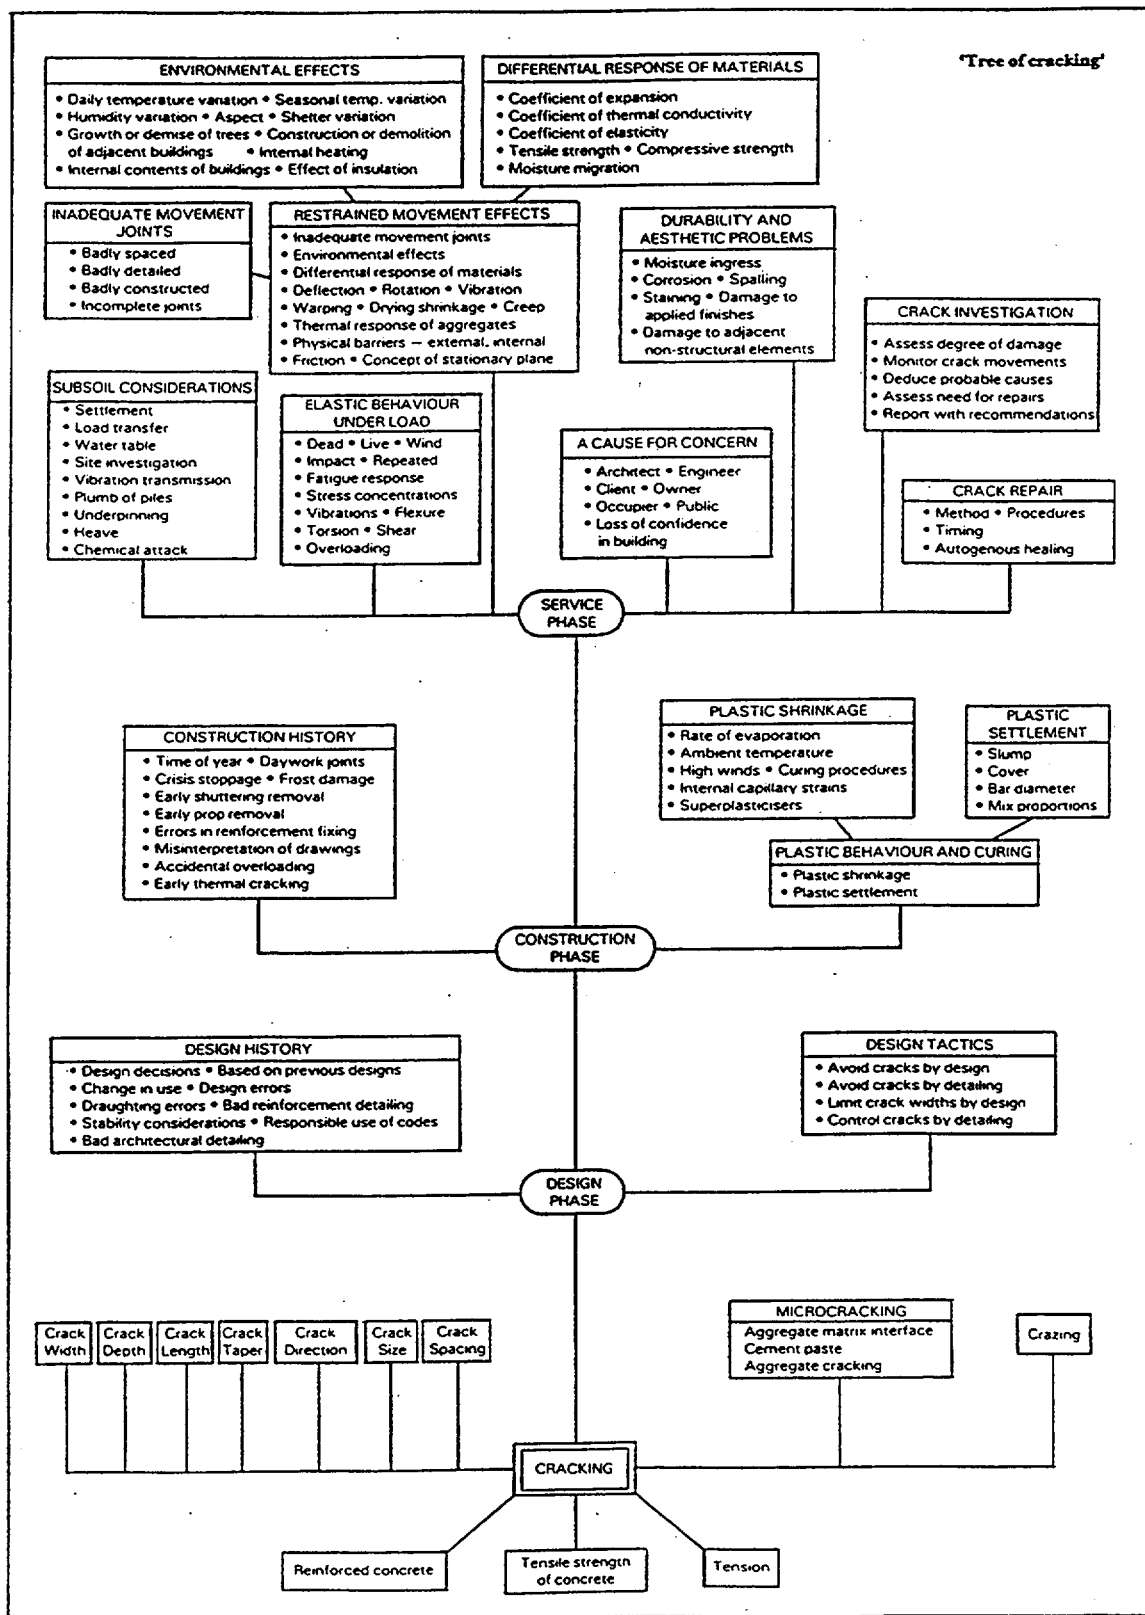 'Tree of cracking'
ENVIRONMENTAL EFFECTS
• Daily temperature variation • Seasonal temp. variation
• Humidity variation • Aspect • Shelter variation
• Growth or demise of trees • Construction or demolition
of adjacent buildings • Internal heating
• Internal contents of buildings • Effect of insulation
DIFFERENTIAL RESPONSE OF MATERIALS
• Coefficient of expansion
• Coefficient of thermal conductivity
• Coefficient of elasticity
• Tensile strength • Compressive strength
• Moisture migration
INADEQUATE MOVEMENT
JOINTS
• Badly spaced
• Badly detailed
• Badly constructed
• Incomplete joints
RESTRAINED MOVEMENT EFFECTS
• Inadequate movement joints
• Environmental effects
• Differential response of materials
• Deflection • Rotation • Vibration
• Warping • Drying shrinkage • Creep
• Thermal response of aggregates
• Physical barriers — external, internal
• Friction • Concept of stationary plane
DURABILITY AND
AESTHETIC PROBLEMS
• Moisture ingress
• Corrosion • Spalling
• Staining • Damage to
applied finishes
• Damage to adjacent
non-structural elements
CRACK INVESTIGATION
• Assess degree of damage
• Monitor crack movements
• Deduce probable causes
• Assess need for repairs
• Report with recommendations
SUBSOIL CONSIDERATIONS
• Settlement
• Load transfer
• Water table
• Site investigation
• Vibration transmission
• Plumb of piles
• Underpinning
• Heave
• Chemical attack
ELASTIC BEHAVIOUR
UNDER LOAD
• Dead • Live • Wind
• Impact • Repeated
• Fatigue response
• Stress concentrations
• Vibrations • Flexure
• Torsion • Shear
• Overloading
A CAUSE FOR CONCERN
• Architect • Engineer
• Client • Owner
• Occupier • Public
• Loss of confidence
in building
CRACK REPAIR
• Method • Procedures
• Timing
• Autogenous healing
SERVICE
PHASE
CONSTRUCTION HISTORY
• Time of year • Daywork joints
• Crisis stoppage • Frost damage
• Early shuttering removal
• Early prop removal
• Errors in reinforcement fixing
• Misinterpretation of drawings
• Accidental overloading
• Early thermal cracking
PLASTIC SHRINKAGE
• Rate of evaporation
• Ambient temperature
• High winds • Curing procedures
• Internal capillary strains
• Superplasticisers
PLASTIC
SETTLEMENT
• Slump
• Cover
• Bar diameter
• Mix proportions
PLASTIC BEHAVIOUR AND CURING
• Plastic shrinkage
• Plastic settlement
CONSTRUCTION
PHASE
DESIGN HISTORY
• Design decisions • Based on previous designs
• Change in use • Design errors
• Draughting errors • Bad reinforcement detailing
• Stability considerations • Responsible use of codes
• Bad architectural detailing
DESIGN TACTICS
• Avoid cracks by design
• Avoid cracks by detailing
• Limit crack widths by design
• Control cracks by detailing
DESIGN
PHASE
Crack
Width
Crack
Depth
Crack
Length
Crack
Taper
Crack
Direction
Crack
Size
Crack
Spacing
MICROCRACKING
Aggregate matrix interface
Cement paste
Aggregate cracking
Crazing
CRACKING
Reinforced concrete
Tensile strength
of concrete
Tension